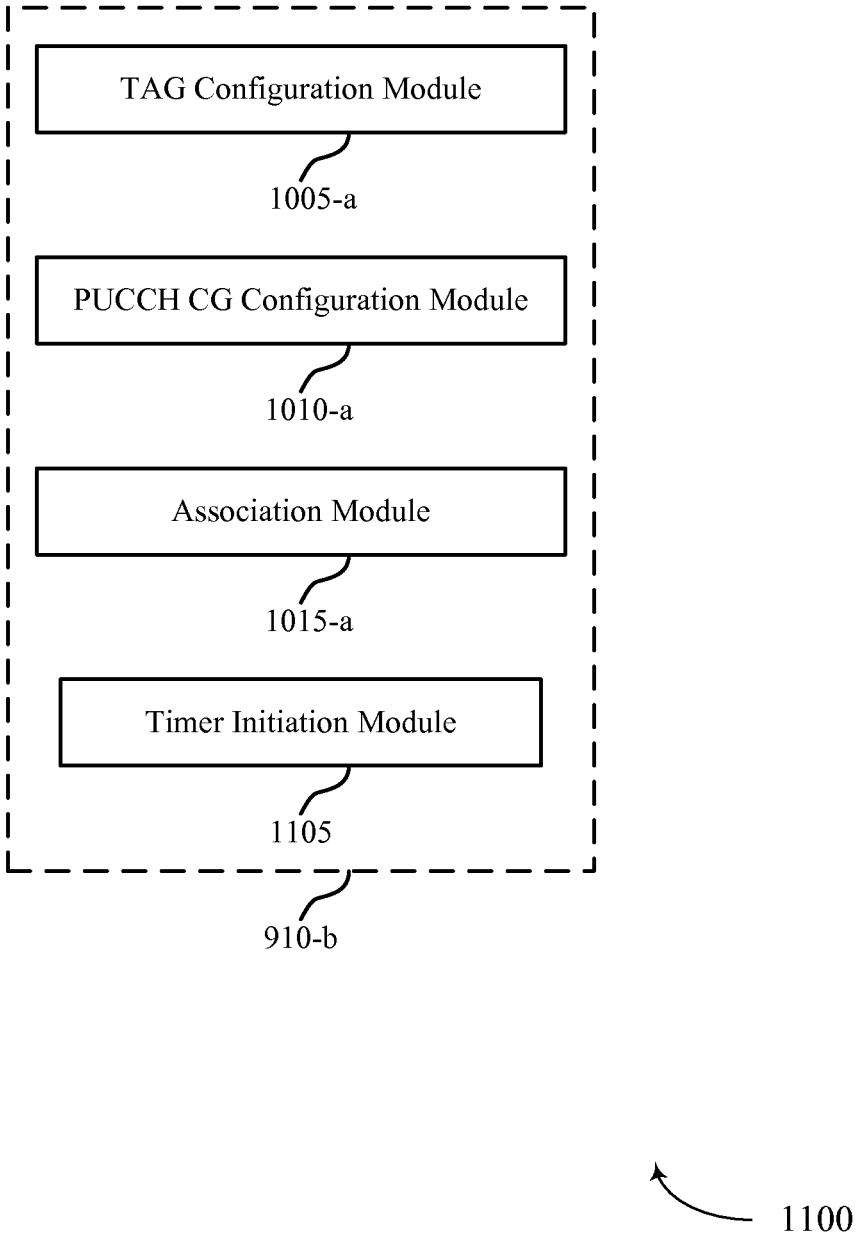 TAG Configuration Module
1005-a
PUCCH CG Configuration Module
1010-a
Association Module
1015-a
Timer Initiation Module
1105
910-b
1100